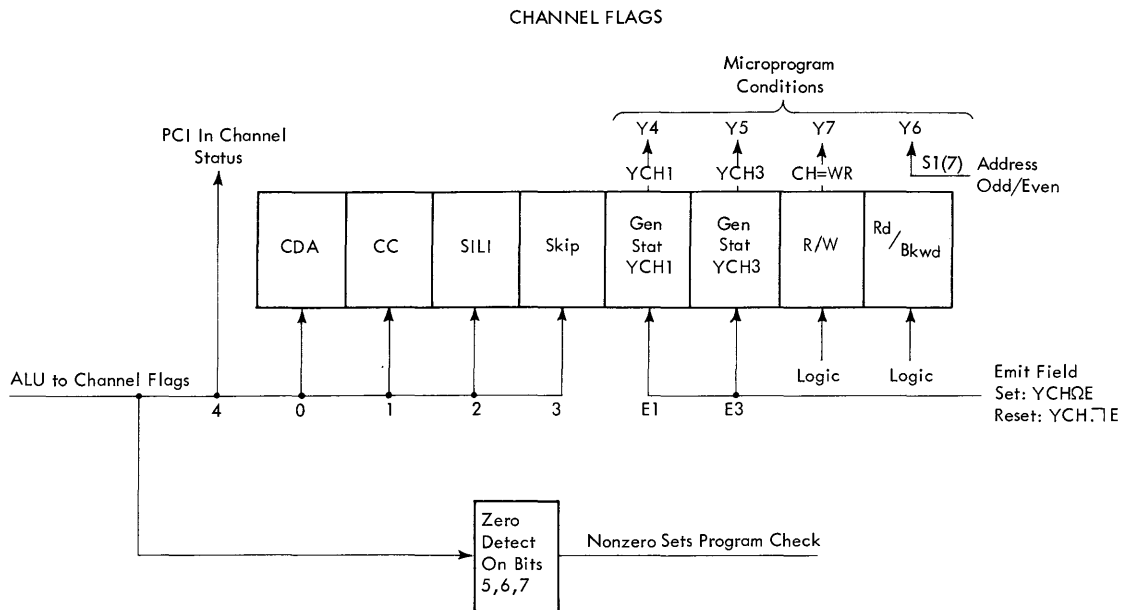 CHANNEL FLAGS
Microprogram
Conditions
PCI In Channel
Status
Y4 Y5 Y7 Y6
YCH1 YCH3 CH=WR S1(7) Address
Odd/Even
CDA CC SILI Skip Gen Stat YCH1 Gen Stat YCH3 R/W Rd/Bkwd
ALU to Channel Flags
Logic Logic Emit Field
Set: YCHΩE
Reset: YCH.ℸE
4 0 1 2 3 E1 E3
Zero
Detect
On Bits
5,6,7
Nonzero Sets Program Check